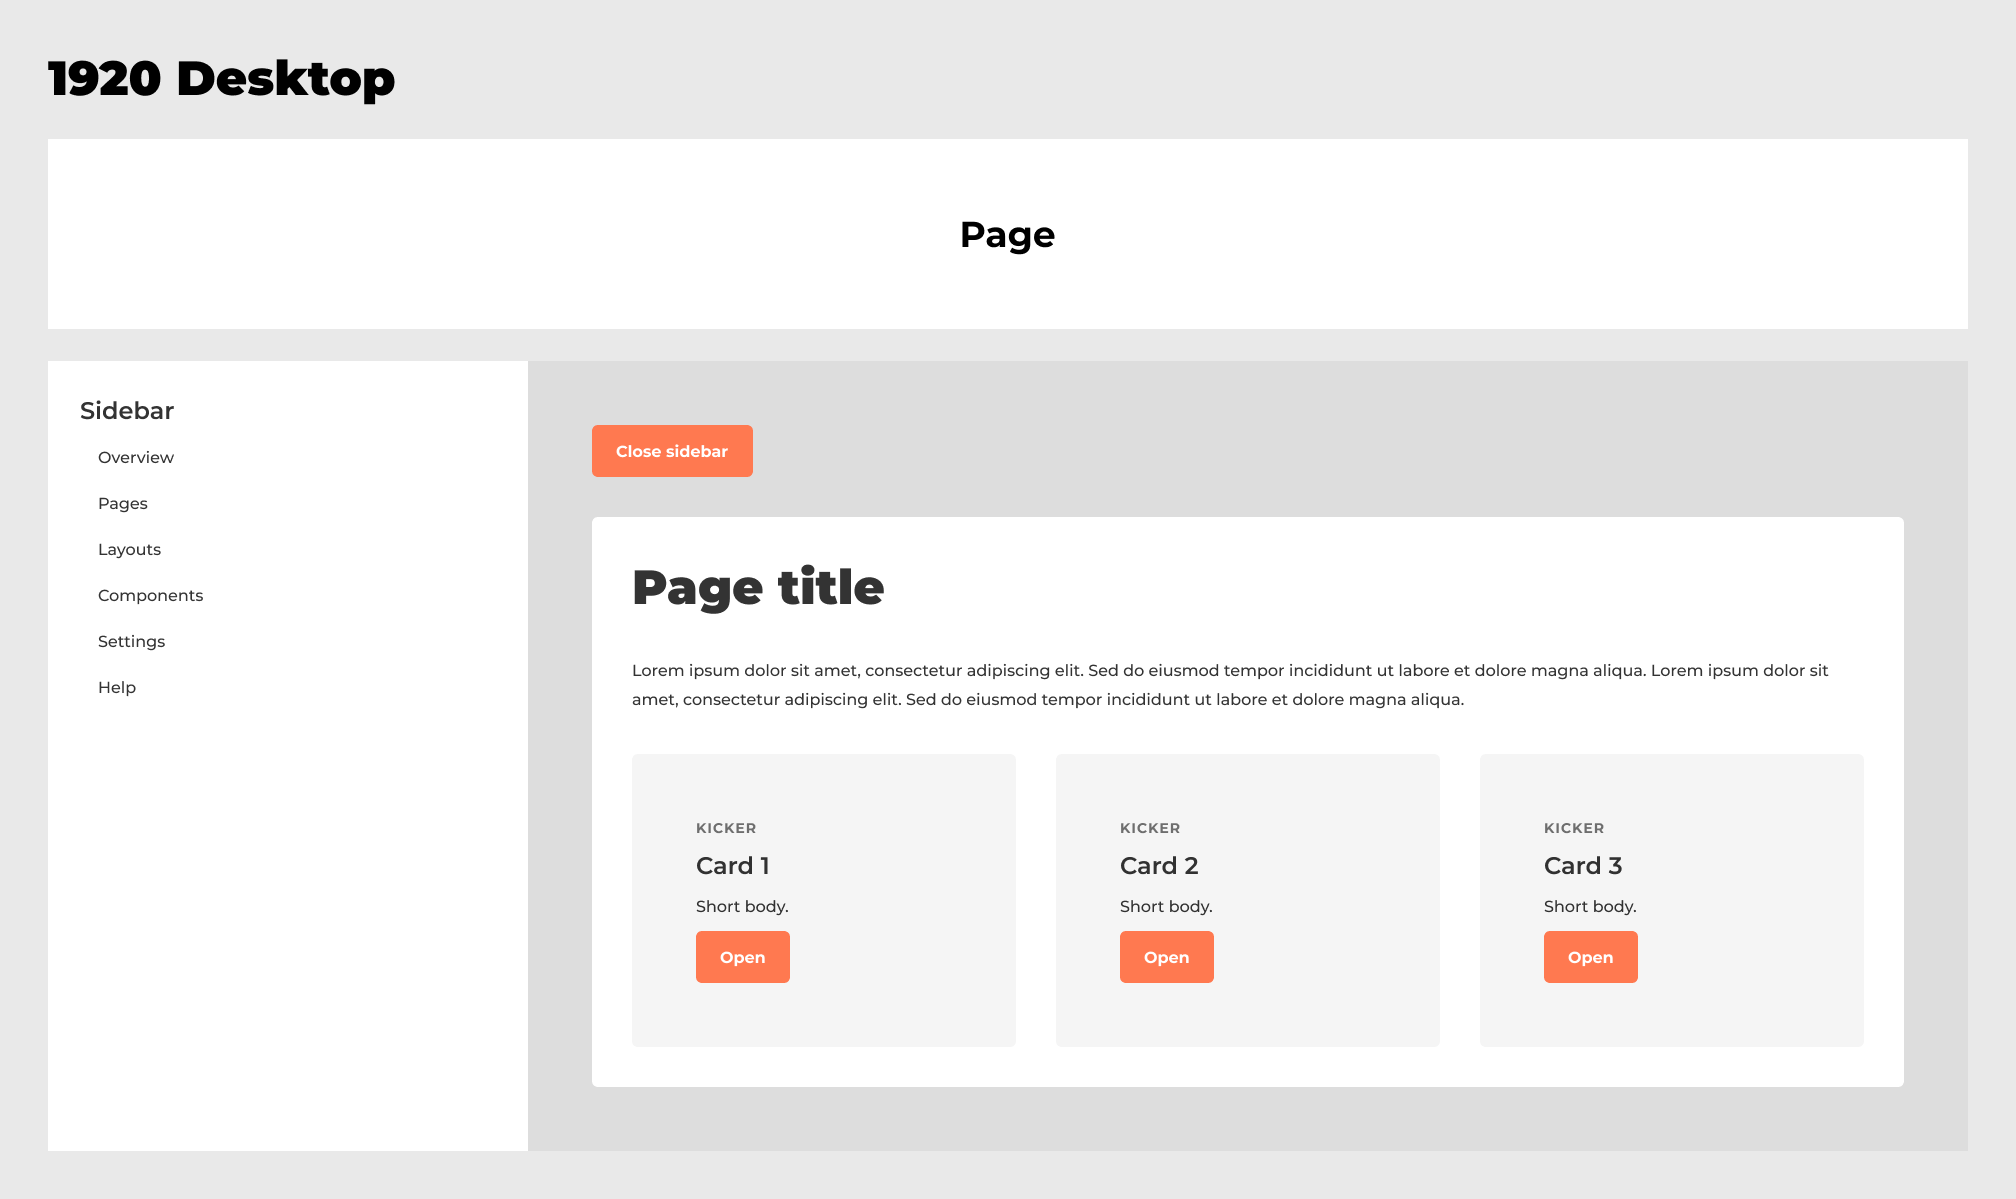 1920 Desktop
Page
Sidebar
Overview
Pages
Layouts
Components
Settings
Help
Close sidebar
Page title
Lorem ipsum dolor sit amet, consectetur adipiscing elit. Sed do eiusmod tempor incididunt ut labore et dolore magna aliqua. Lorem ipsum dolor sit
amet, consectetur adipiscing elit. Sed do eiusmod tempor incididunt ut labore et dolore magna aliqua.
KICKER
Card 1
Short body.
Open
KICKER
Card 2
Short body.
Open
KICKER
Card 3
Short body.
Open